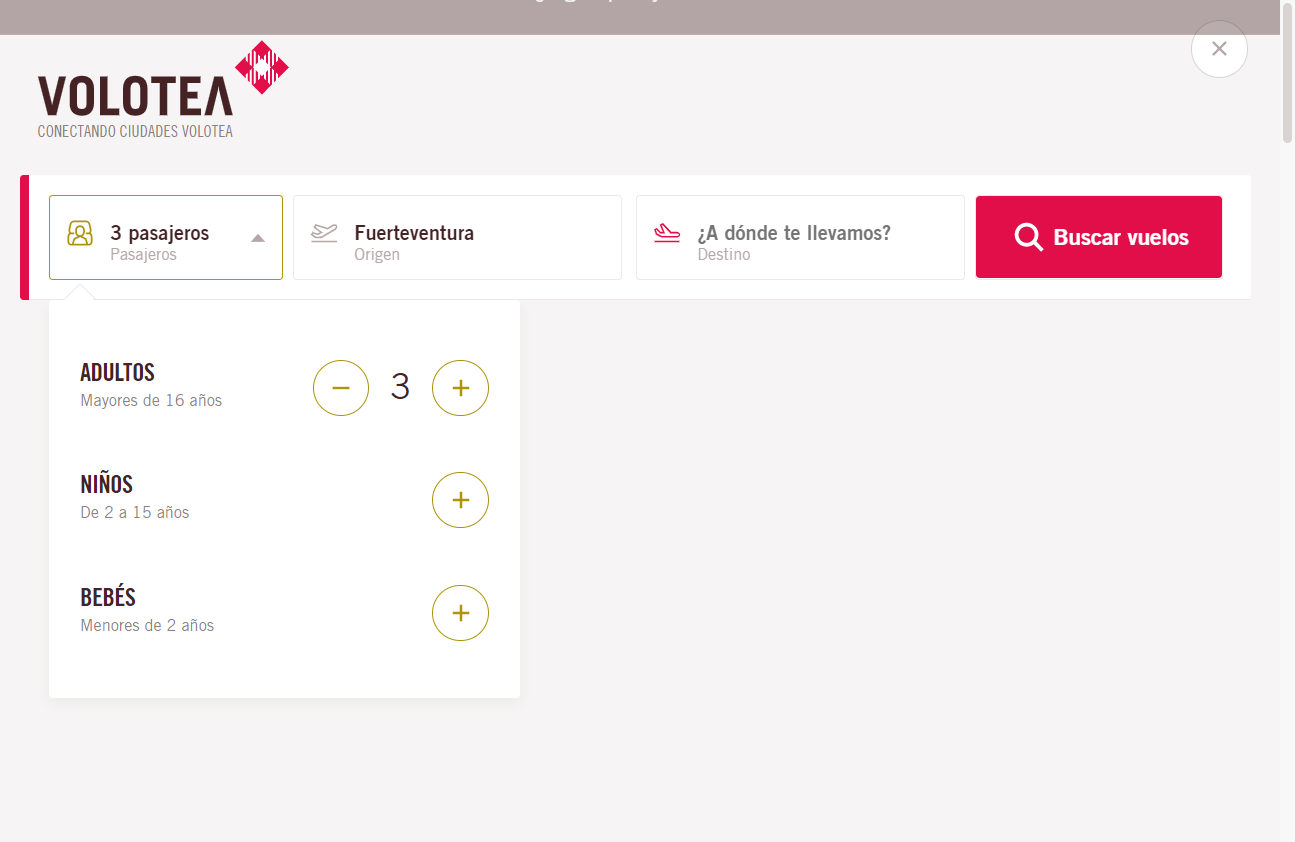 VOLOTEA
CONECTANDO CIUDADES VOLOTEA
3 pasajeros
Pasajeros
Fuerteventura
Origen
¿A dónde te llevamos?
Destino
Buscar vuelos
ADULTOS
Mayores de 16 años
3
NIÑOS
De 2 a 15 años
BEBÉS
Menores de 2 años